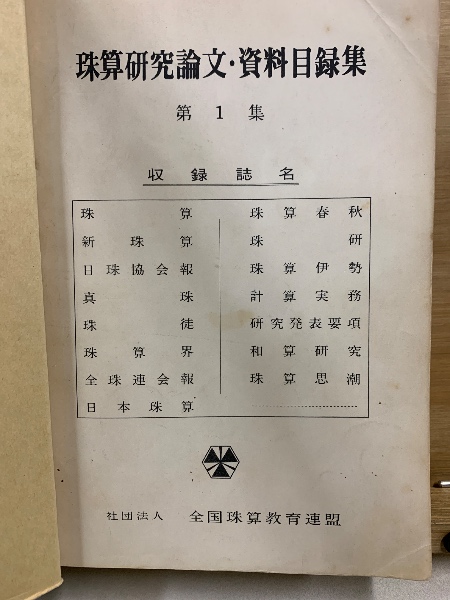 珠算研究論文・資料目録集
第1集
収録誌名
珠算
新珠算
日珠協会報
真珠
珠徒
珠算界
全珠連会報
日本珠算
珠算春秋
珠研
珠算伊勢
計算実務
研究発表要項
和算研究
珠算思潮
社団法人 全国珠算教育連盟